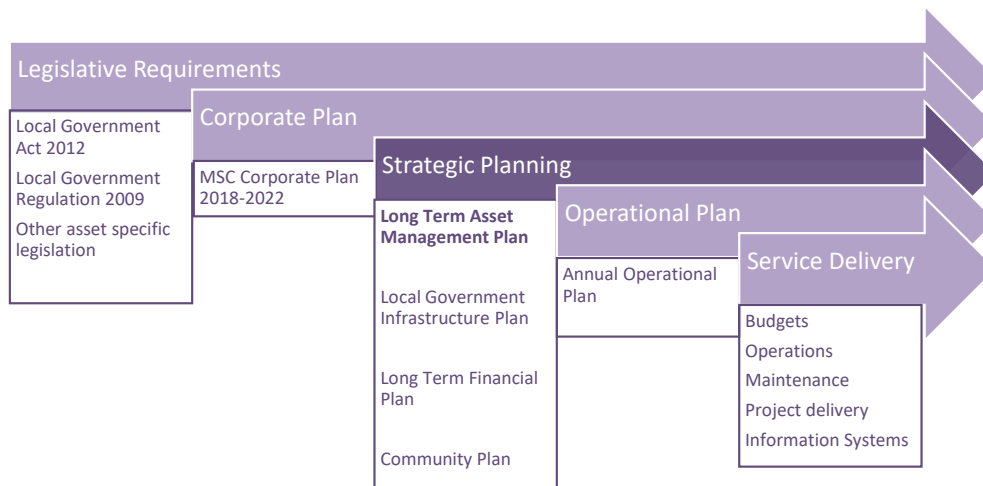 Legislative Requirements
Local Government
Act 2012
Local Government
Regulation 2009
Other asset specific
legislation
Corporate Plan
MSC Corporate Plan
2018-2022
Strategic Planning
Long Term Asset
Management Plan
Local Government
Infrastructure Plan
Long Term Financial
Plan
Community Plan
Operational Plan
Annual Operational
Plan
Service Delivery
Budgets
Operations
Maintenance
Project delivery
Information Systems